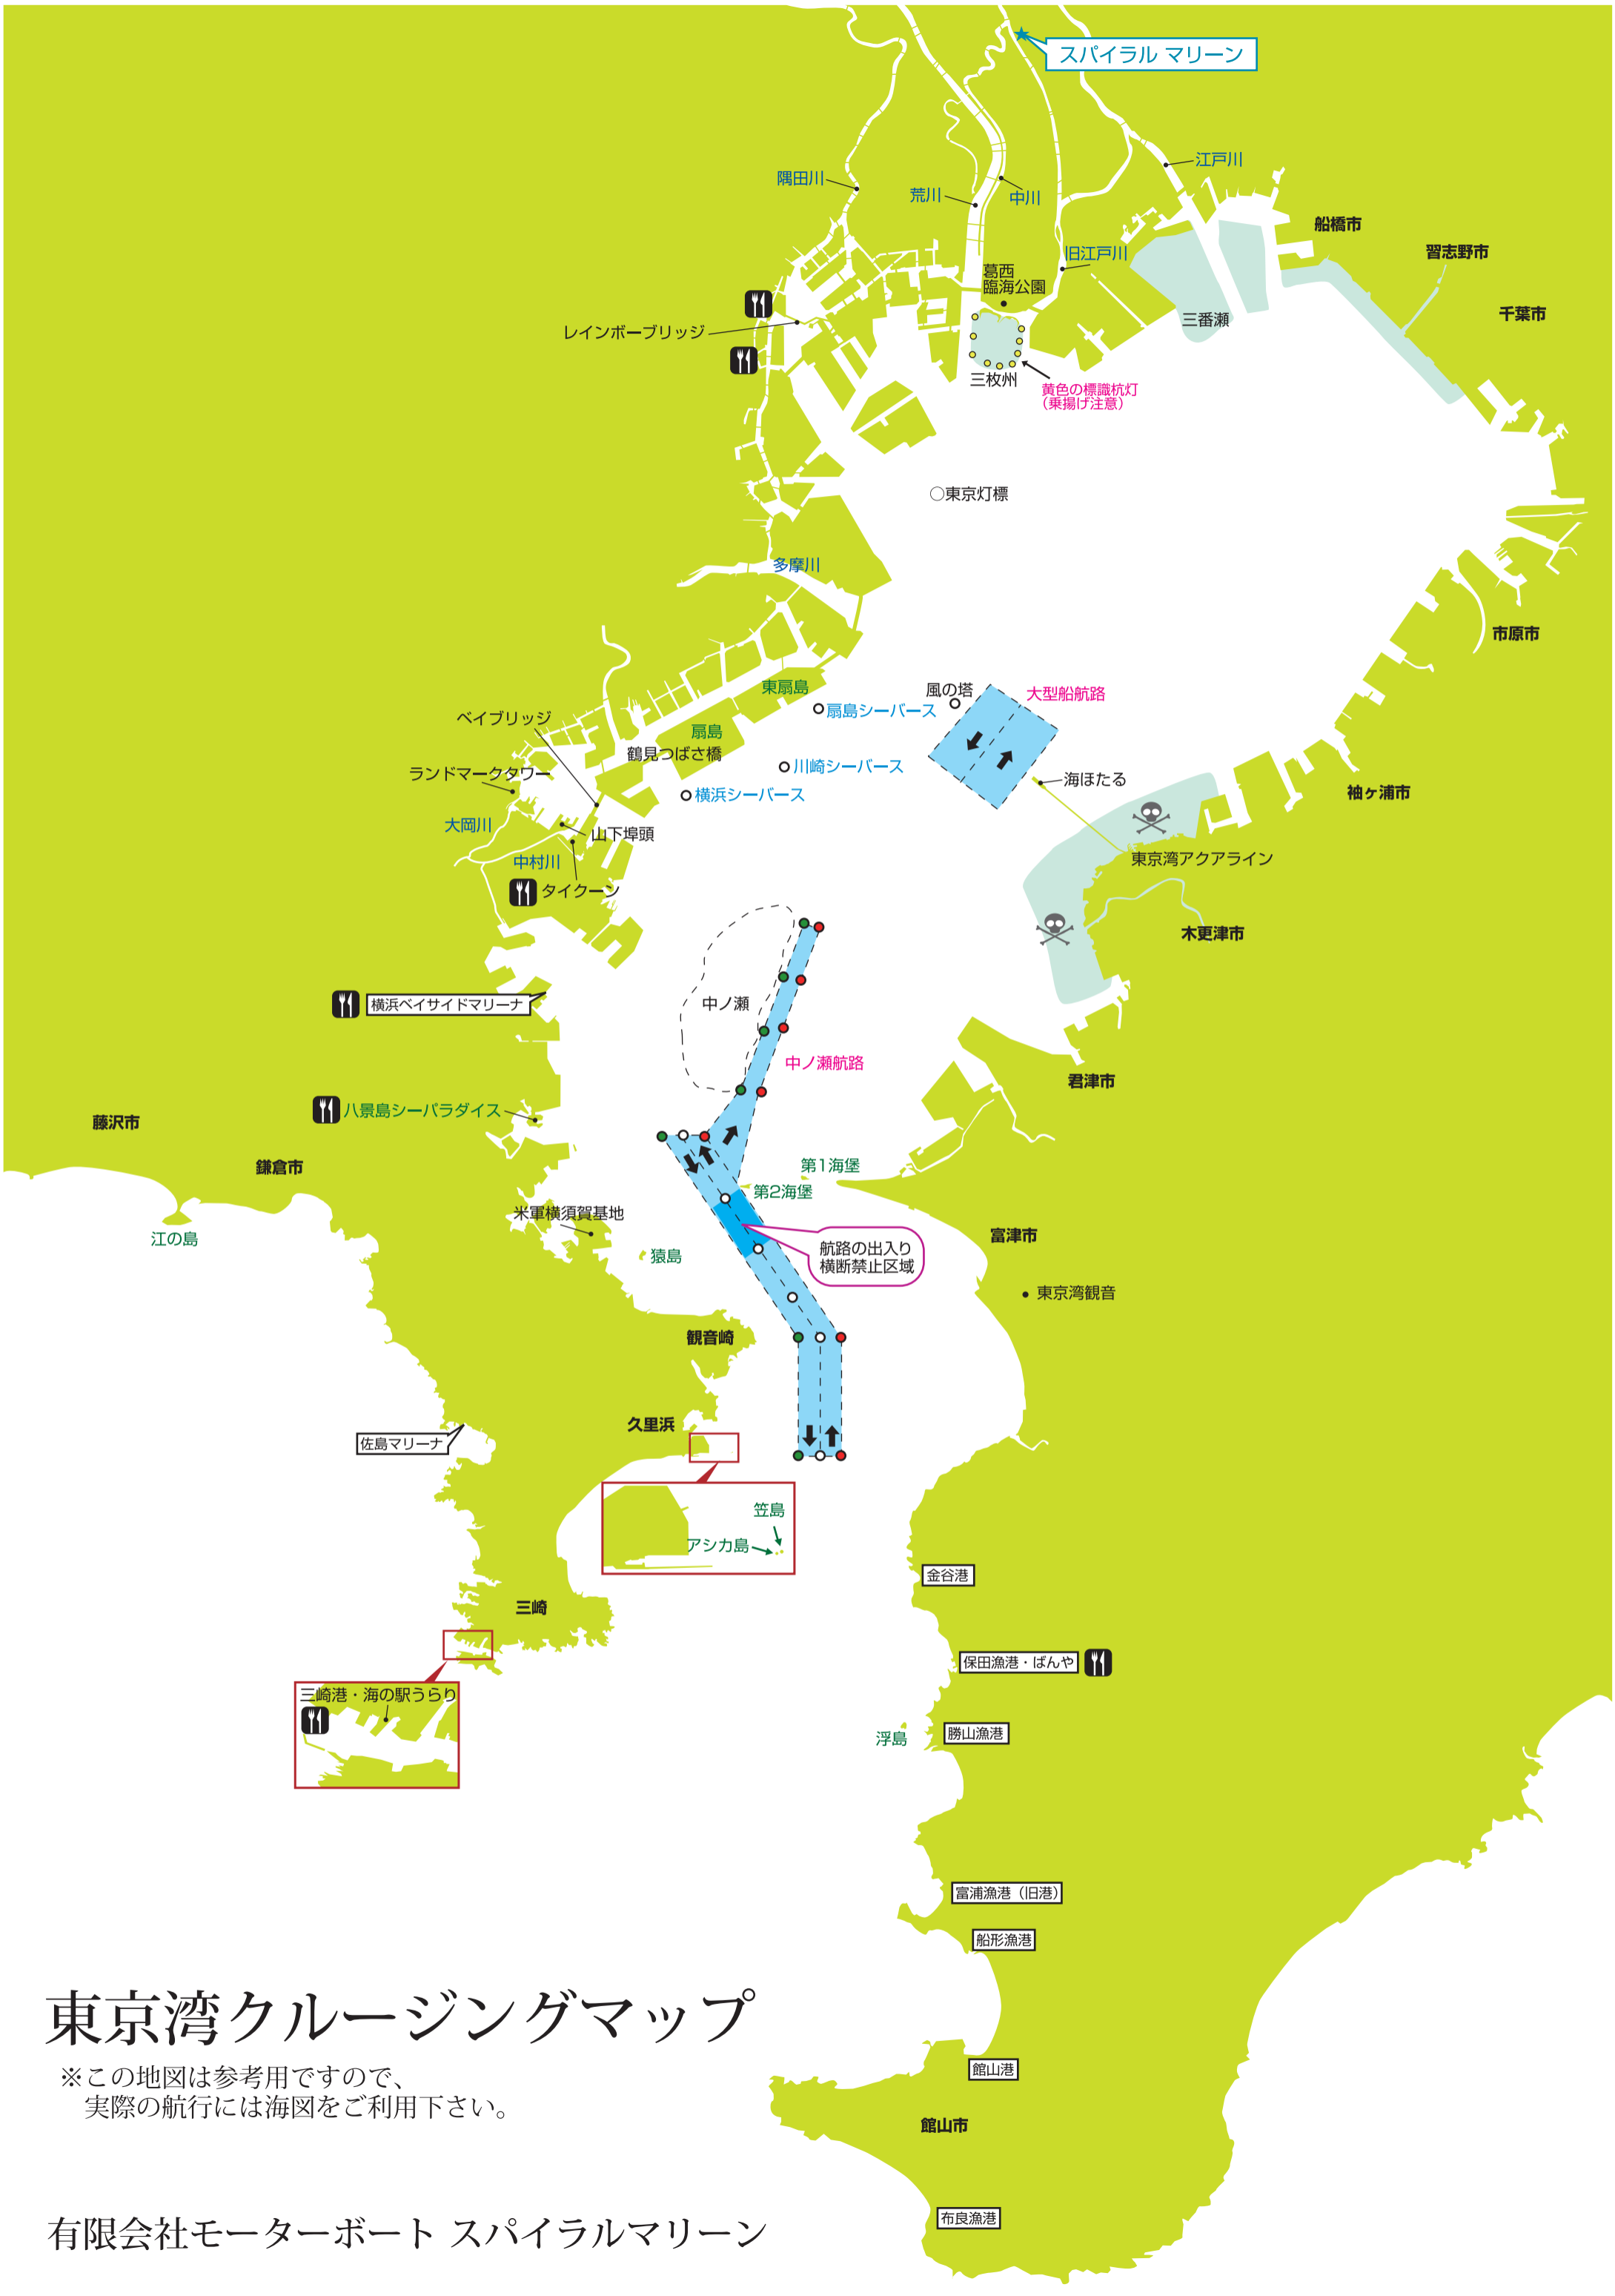 スパイラル マリーン
江戸川
隅田川
荒川
中川
船橋市
習志野市
旧江戸川
葛西
臨海公園
千葉市
三番瀬
レインボーブリッジ
三枚州
黄色の標識杭灯
（乗揚げ注意）
東京灯標
多摩川
市原市
東扇島
風の塔
大型船航路
扇島シーバース
ベイブリッジ
扇島
鶴見つばさ橋
川崎シーバース
ランドマークタワー
海ほたる
横浜シーバース
袖ヶ浦市
大岡川
山下埠頭
中村川
東京湾アクアライン
タイクーン
木更津市
横浜ベイサイドマリーナ
中ノ瀬
中ノ瀬航路
君津市
八景島シーパラダイス
藤沢市
鎌倉市
第1海堡
第2海堡
米軍横須賀基地
江の島
富津市
猿島
航路の出入り
横断禁止区域
東京湾観音
観音崎
久里浜
佐島マリーナ
笠島
アシカ島
金谷港
三崎
保田漁港・ばんや
三崎港・海の駅うらり
勝山漁港
浮島
富浦漁港（旧港）
船形漁港
東京湾クルージングマップ
※この地図は参考用ですので、
実際の航行には海図をご利用下さい。
館山港
館山市
布良漁港
有限会社モーターボート スパイラルマリーン